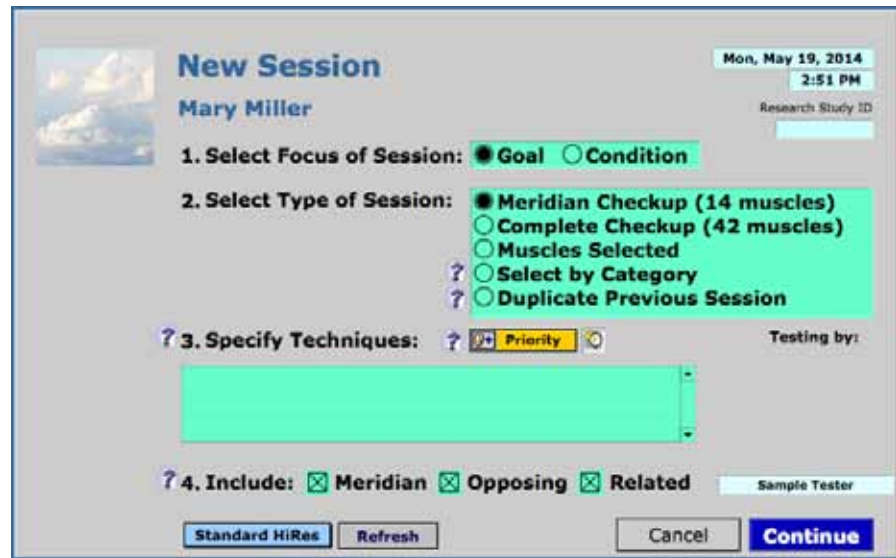 New Session
Mon, May 19, 2014
2:51 PM
Mary Miller
Research Study ID
1. Select Focus of Session: Goal Condition
2. Select Type of Session: Meridian Checkup (14 muscles)
Complete Checkup (42 muscles)
Muscles Selected
? Select by Category
? Duplicate Previous Session
? 3. Specify Techniques: ? Priority Testing by:
? 4. Include: Meridian Opposing Related Sample Tester
Standard HiRes Refresh Cancel Continue